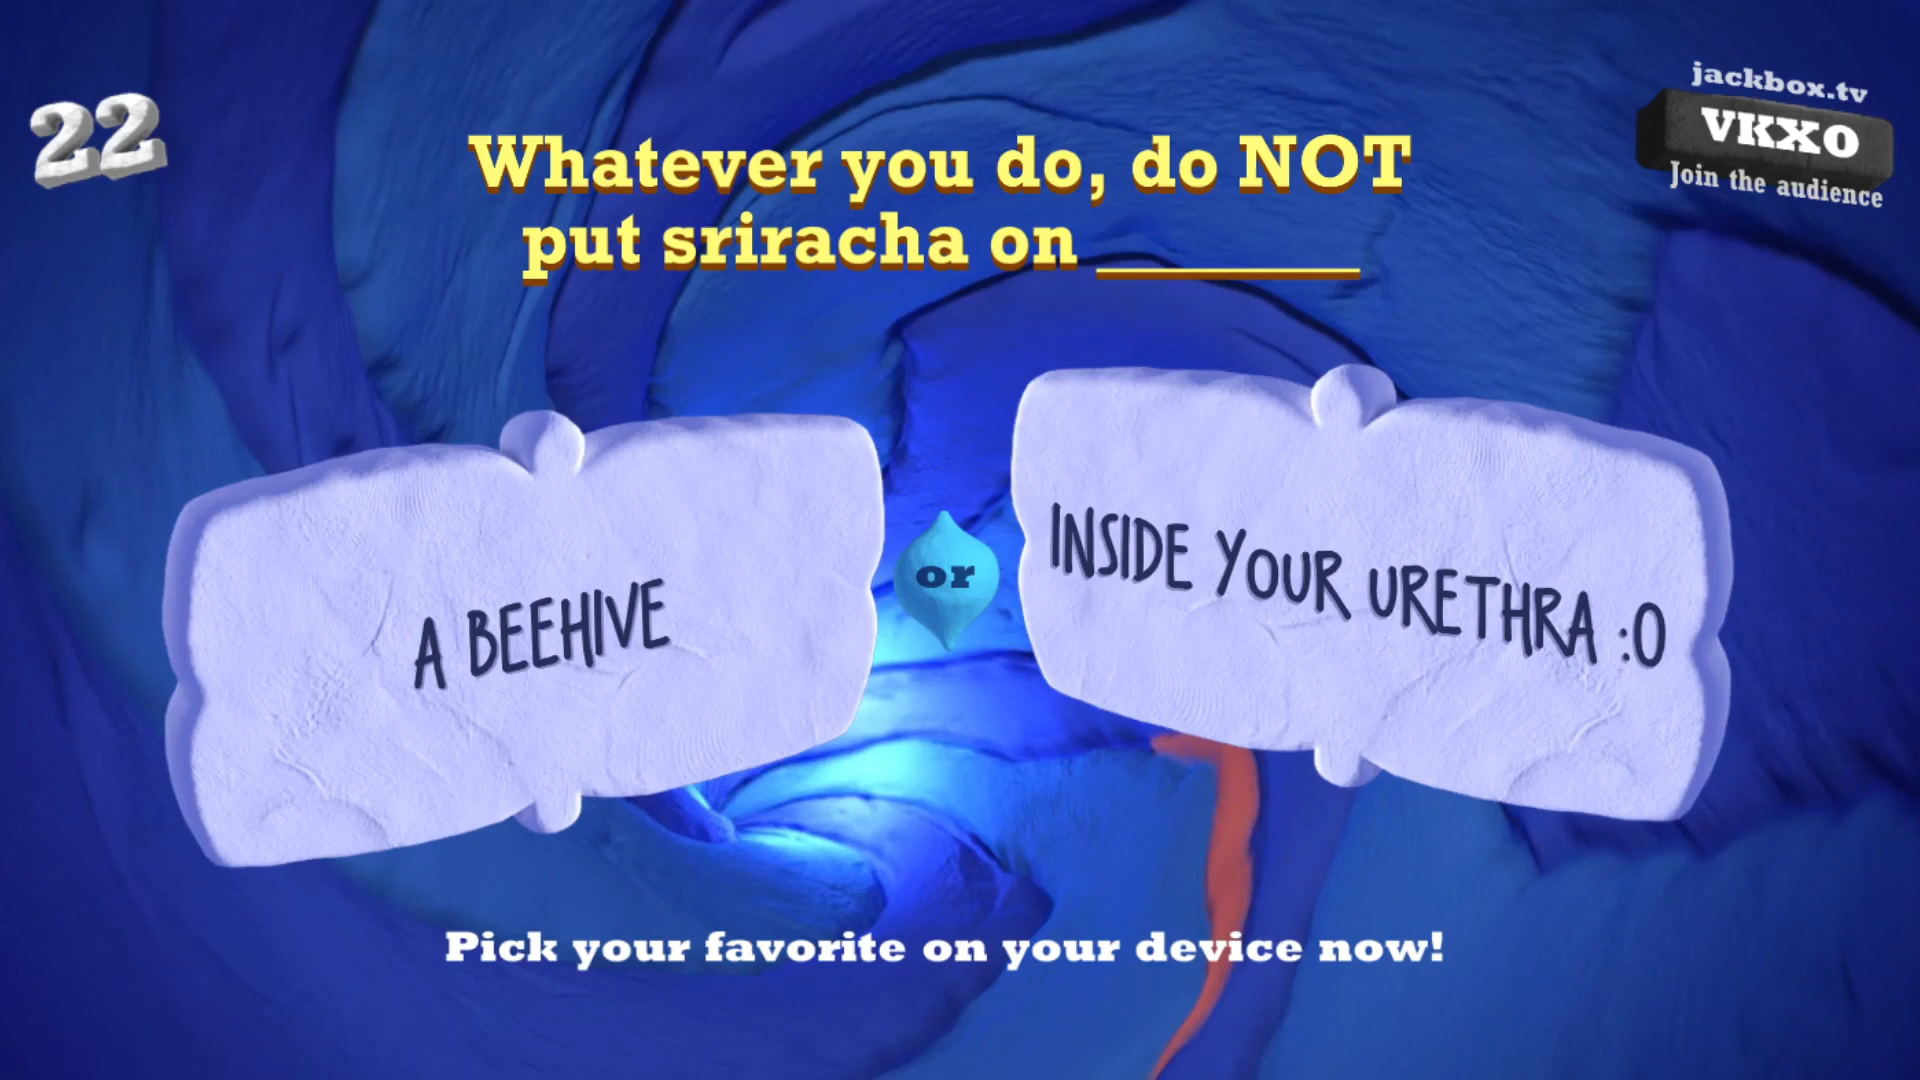 22
jackbox.tv
VKXO
Join the audience
Whatever you do, do NOT
put sriracha on ________
A BEEHIVE
or
INSIDE YOUR URETHRA :O
Pick your favorite on your device now!